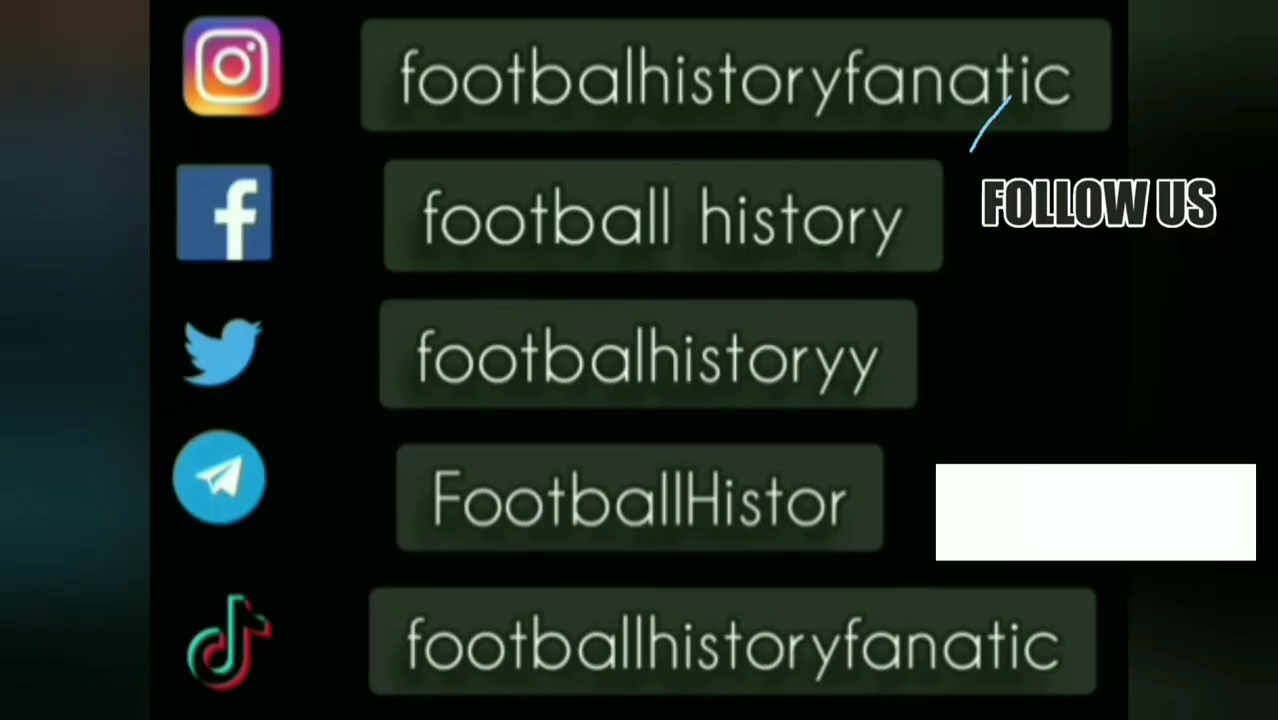 footbalhistoryfanatic
football history
FOLLOW US
footbalhistoryy
FootballHistor
footballhistoryfanatic